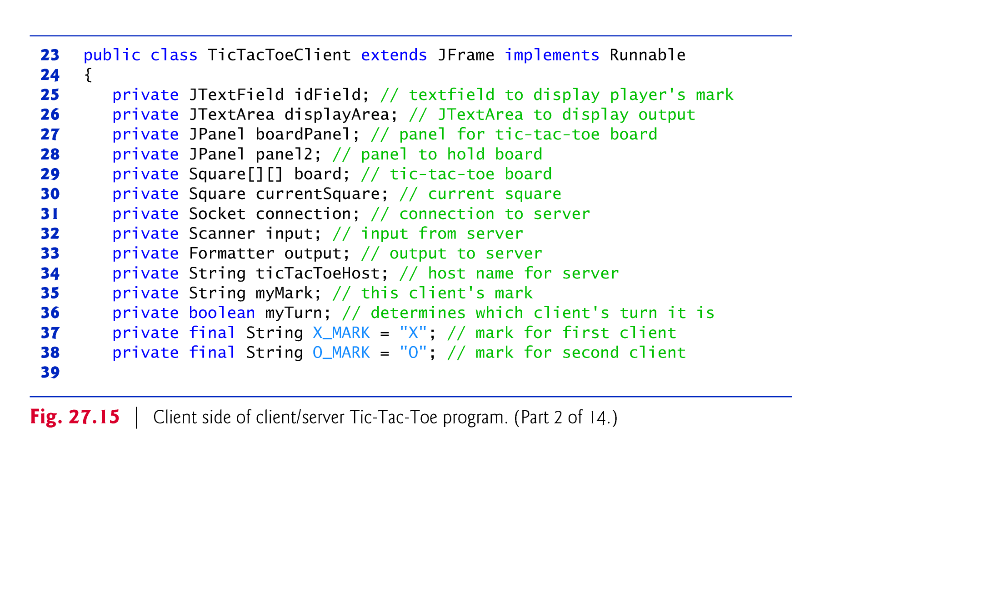 23 public class TicTacToeClient extends JFrame implements Runnable
24 {
25 private JTextField idField; // textfield to display player's mark
26 private JTextArea displayArea; // JTextArea to display output
27 private JPanel boardPanel; // panel for tic-tac-toe board
28 private JPanel panel2; // panel to hold board
29 private Square[][] board; // tic-tac-toe board
30 private Square currentSquare; // current square
31 private Socket connection; // connection to server
32 private Scanner input; // input from server
33 private Formatter output; // output to server
34 private String ticTacToeHost; // host name for server
35 private String myMark; // this client's mark
36 private boolean myTurn; // determines which client's turn it is
37 private final String X_MARK = "X"; // mark for first client
38 private final String O_MARK = "O"; // mark for second client
39
Fig. 27.15 | Client side of client/server Tic-Tac-Toe program. (Part 2 of 14.)